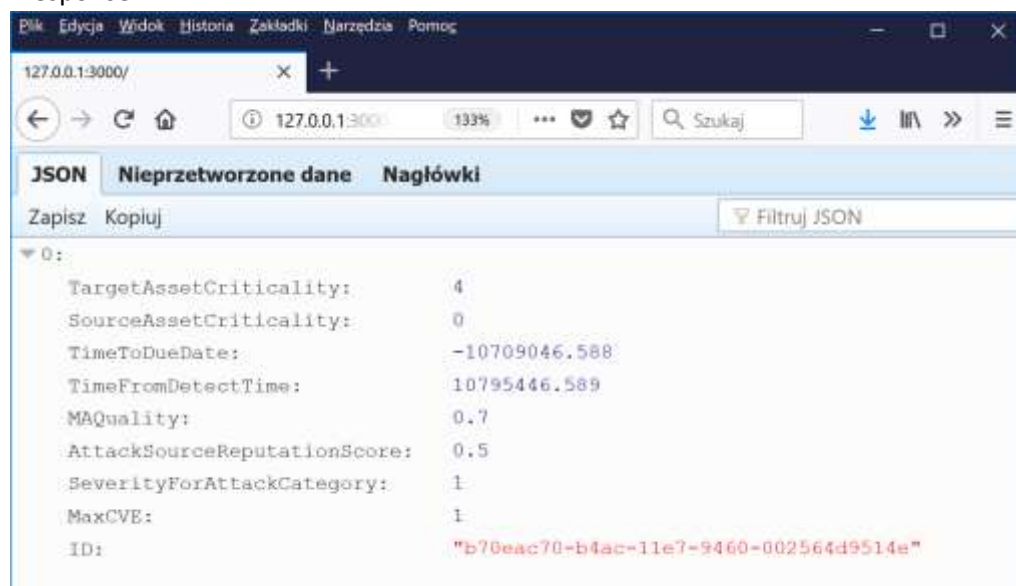 Plik Edycja Widok Historia Zakładki Narzędzia Pomoc
127.0.0.1:3000/
127.0.0.1:3000 133% Szukaj
JSON Nieprzetworzone dane Nagłówki
Zapisz Kopiuj Filtruj JSON
0:
TargetAssetCriticality: 4
SourceAssetCriticality: 0
TimeToDueDate: -10709046.588
TimeFromDetectTime: 10795446.589
MAQuality: 0.7
AttackSourceReputationScore: 0.5
SeverityForAttackCategory: 1
MaxCVE: 1
ID: "b70eac70-b4ac-11e7-9460-002564d9514e"